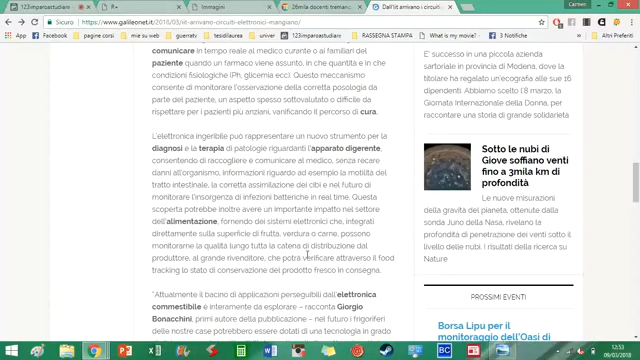 123imparoastudiare
R+
Immagini
26mila docenti: tremano
Dall'Iit arrivano i circuiti e
Carmen
Sicuro
https://www.galileonet.it/2018/03/iit-arrivano-circuiti-elettronici-mangiano/
Facebook
pagine corsi
mie su web
gruppi su web
tesidilaurea
123imparoastudiare
RASSEGNA STAMPA
What is my movie?
R+
Altri Preferiti
comunicare in tempo reale al medico curante o ai familiari del
paziente quando un farmaco viene assunto, in che quantità e in che
condizioni fisiologiche (Ph, glicemia ecc). Questo meccanismo
consente di monitorare l'osservazione della corretta posologia da
parte del paziente, un aspetto spesso sottovalutato o difficile da
rispettare per i pazienti più anziani, vanificando il percorso di cura.
L'elettronica ingeribile può rappresentare un nuovo strumento per la
diagnosi e la terapia di patologie riguardanti l'apparato digerente,
consentendo di raccogliere e comunicare al medico, senza recare
danni all'organismo, informazioni riguardo ad esempio la motilità del
tratto intestinale, la corretta assimilazione dei cibi e nel futuro di
monitorare l'insorgenza di infezioni batteriche in real time. Questa
scoperta potrebbe inoltre avere un importante impatto nel settore
dell'alimentazione, fornendo dei sistemi elettronici che, integrati
direttamente sulla superficie di frutta, verdura o carne, possono
monitorarne la qualità lungo tutta la catena di distribuzione dal
produttore, al grande rivenditore, che potrà verificare attraverso il food
tracking lo stato di conservazione del prodotto fresco in consegna.
"Attualmente il bacino di applicazioni perseguibili dall'elettronica
commestibile è interamente da esplorare – racconta Giorgio
Bonacchini, primo autore della pubblicazione – nel futuro i frigoriferi
delle nostre case potrebbero essere dotati di una tecnologia in grado
E' successo in una piccola azienda
sartoriale in provincia di Modena, dove la
titolare ha regalato un'ecografia alle sue 16
dipendenti. Abbiamo scelto l'8 marzo, la
Giornata Internazionale della Donna, per
raccontare una storia di grande solidarietà
Sotto le nubi di
Giove soffiano venti
fino a 3mila km di
profondità
Le nuove misurazioni
della gravità del pianeta, ottenute dalla
sonda Juno della Nasa, rivelano la
profondità di penetrazione dei venti sotto il
livello delle nubi. I risultati della ricerca su
Nature
PROSSIMI EVENTI
Borsa Lipu per il
monitoraggio dell'Oasi di
12:53
09/03/2018